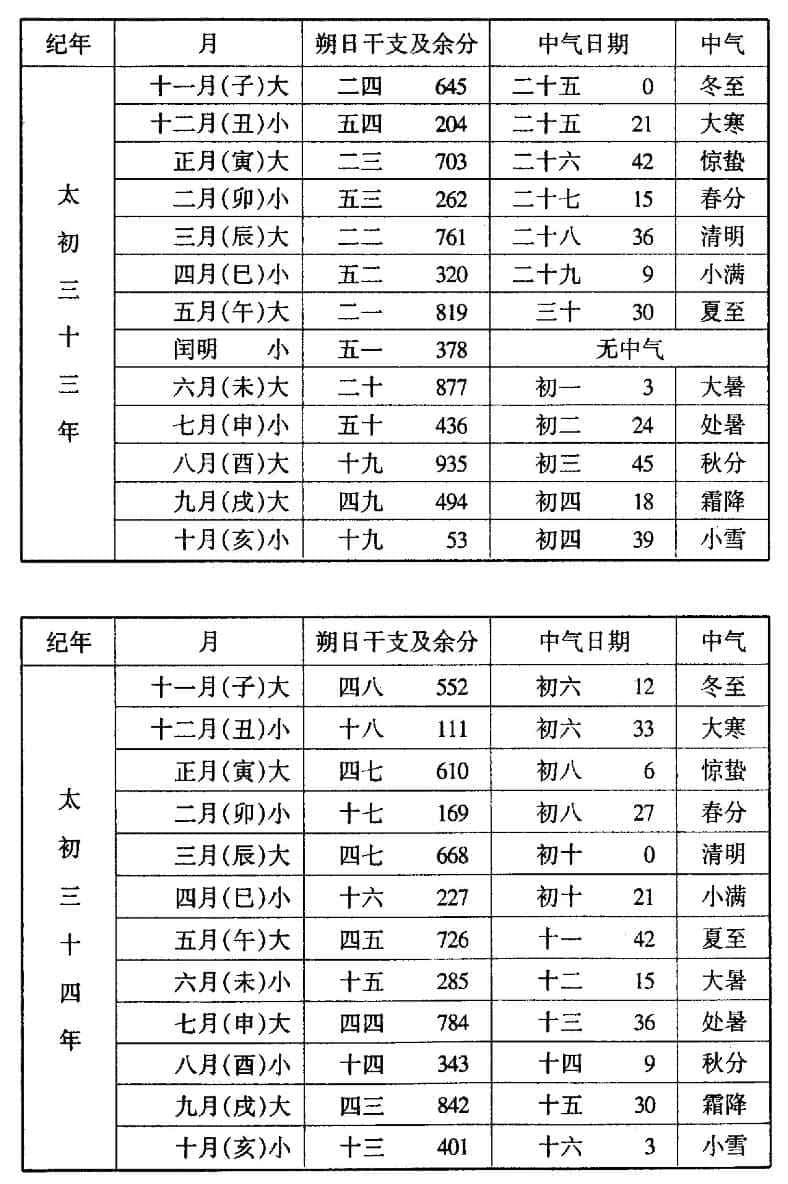 纪年 月 朔日干支及余分 中气日期 中气
太初三十三年
十一月(子)大 二四 645 二十五 0 冬至
十二月(丑)小 五四 204 二十五 21 大寒
正月(寅)大 二三 703 二十六 42 惊蛰
二月(卯)小 五三 262 二十七 15 春分
三月(辰)大 二二 761 二十八 36 清明
四月(巳)小 五二 320 二十九 9 小满
五月(午)大 二一 819 三十 30 夏至
闰明 小 五一 378 无中气
六月(未)大 二十 877 初一 3 大暑
七月(申)小 五十 436 初二 24 处暑
八月(酉)大 十九 935 初三 45 秋分
九月(戌)大 四九 494 初四 18 霜降
十月(亥)小 十九 53 初四 39 小雪
纪年 月 朔日干支及余分 中气日期 中气
太初三十四年
十一月(子)大 四八 552 初六 12 冬至
十二月(丑)小 十八 111 初六 33 大寒
正月(寅)大 四七 610 初八 6 惊蛰
二月(卯)小 十七 169 初八 27 春分
三月(辰)大 四七 668 初十 0 清明
四月(巳)小 十六 227 初十 21 小满
五月(午)大 四五 726 十一 42 夏至
六月(未)小 十五 285 十二 15 大暑
七月(申)大 四四 784 十三 36 处暑
八月(酉)小 十四 343 十四 9 秋分
九月(戌)大 四三 842 十五 30 霜降
十月(亥)小 十三 401 十六 3 小雪